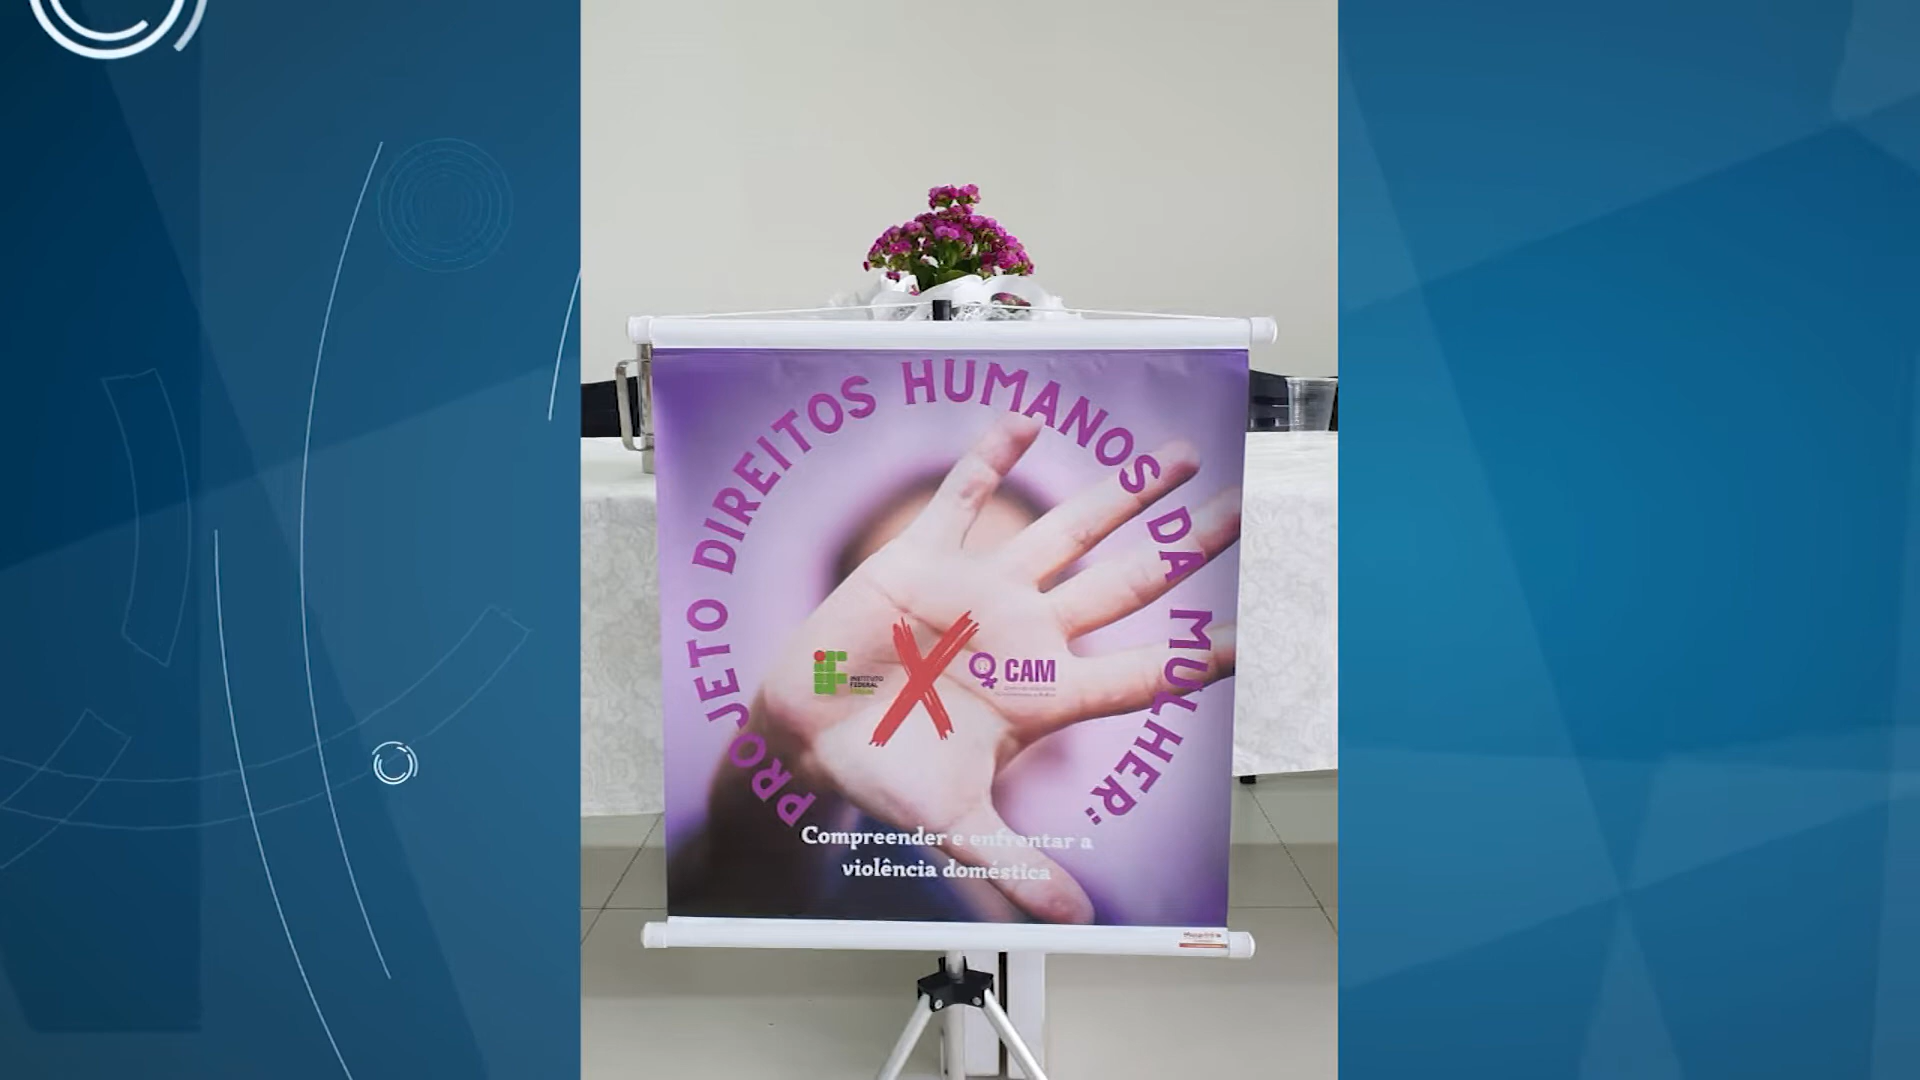 PROJETO DIREITOS HUMANOS DA MULHER:
INSTITUTO
FEDERAL
CAM
Compreender e enfrentar a
violência doméstica